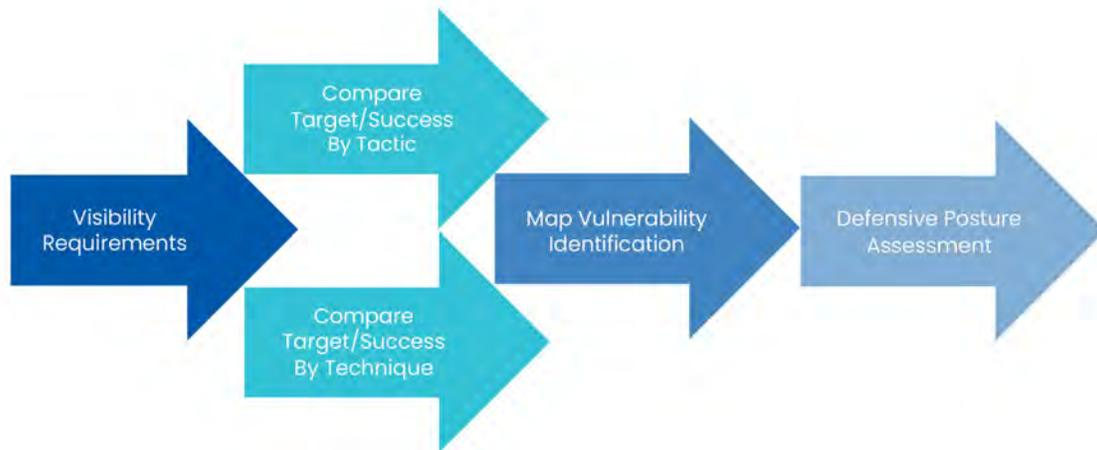 Visibility
Requirements
Compare
Target/Success
By Tactic
Compare
Target/Success
By Technique
Map Vulnerability
Identification
Defensive Posture
Assessment